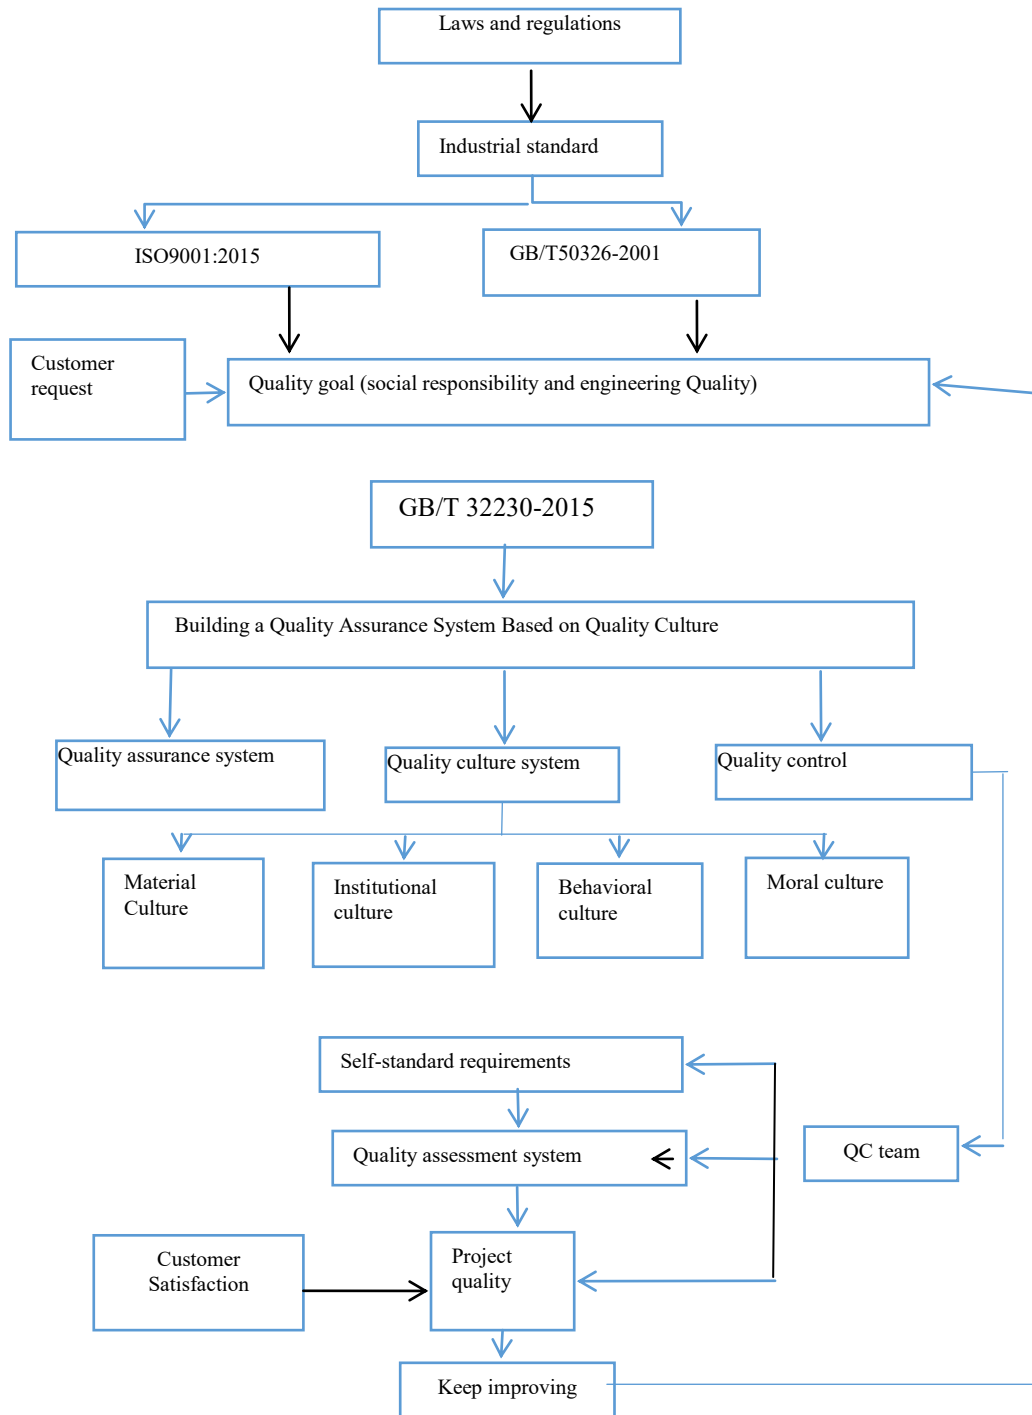 Laws and regulations
Industrial standard
ISO9001:2015
GB/T50326-2001
Customer
request
Quality goal (social responsibility and engineering Quality)
GB/T 32230-2015
Building a Quality Assurance System Based on Quality Culture
Quality assurance system
Quality culture system
Quality control
Material
Culture
Institutional
culture
Behavioral
culture
Moral culture
Self-standard requirements
Quality assessment system
QC team
Customer
Satisfaction
Project
quality
Keep improving